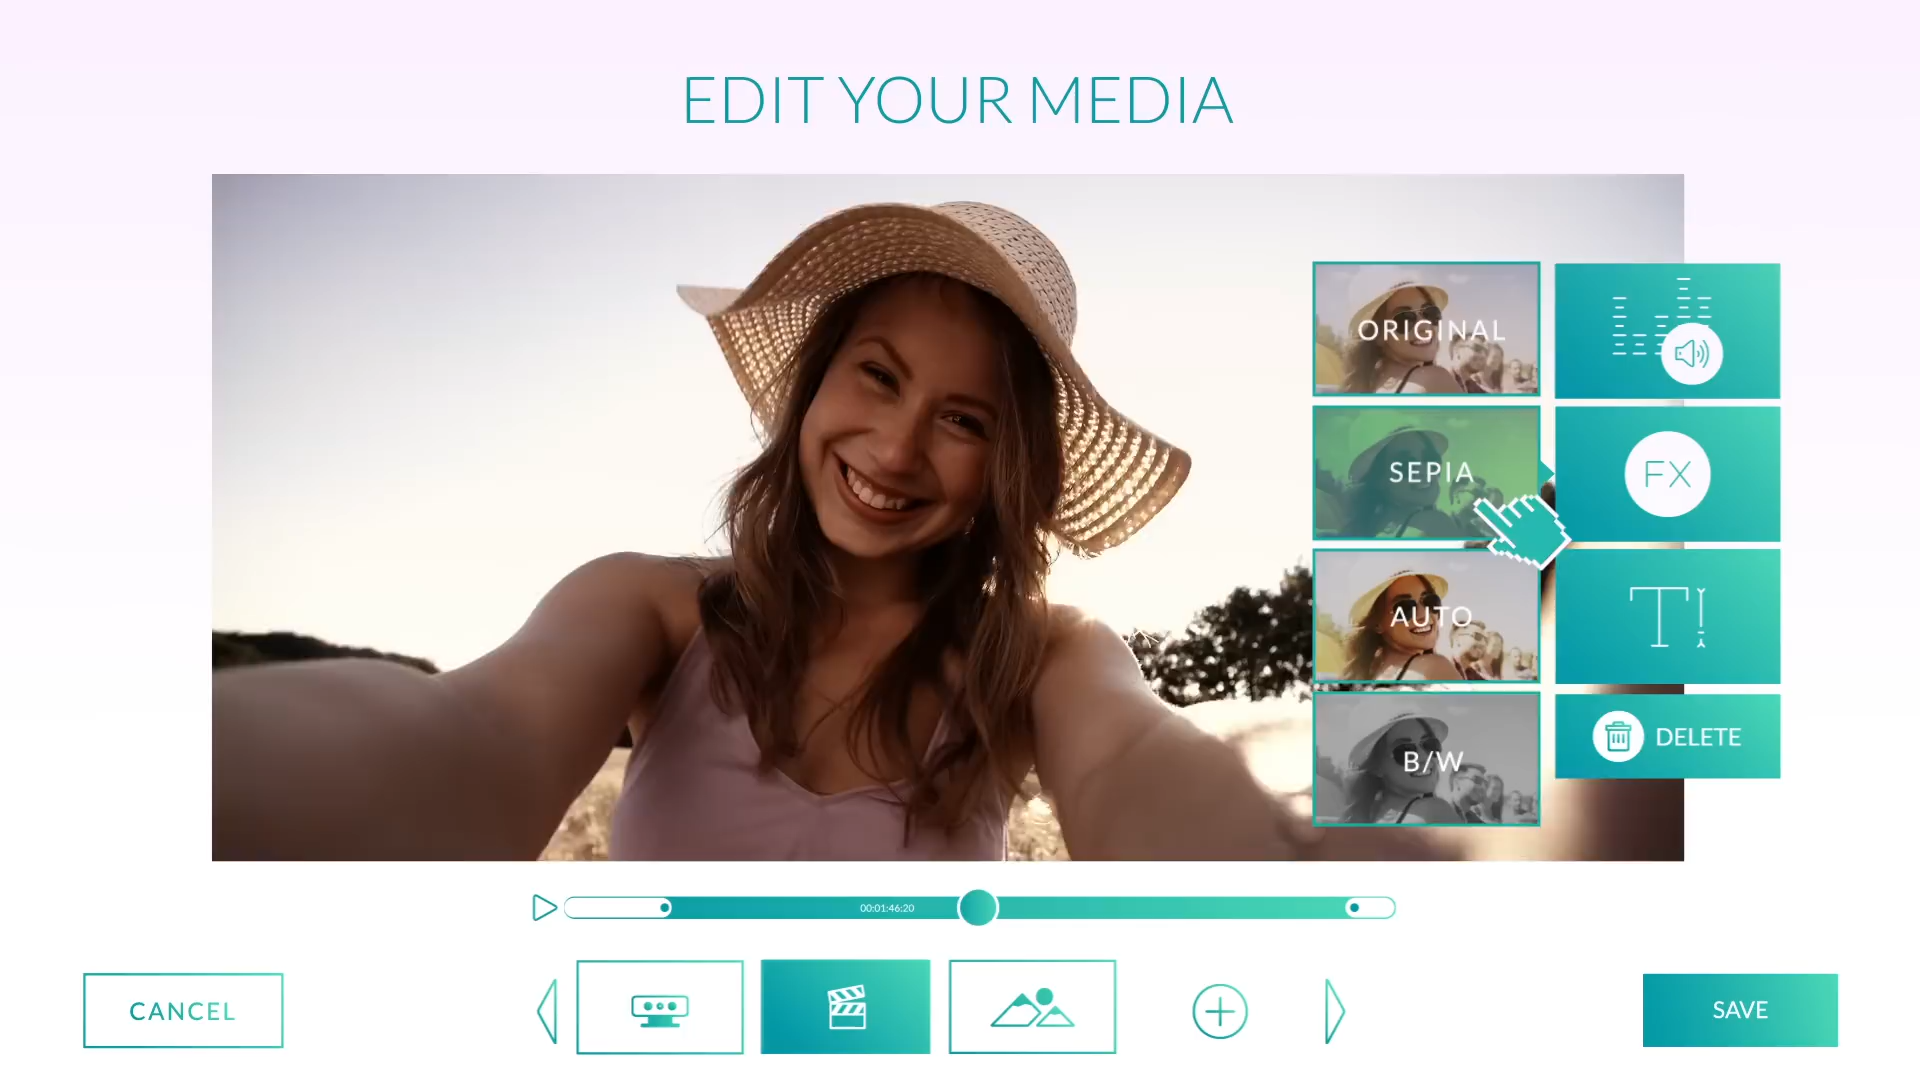 EDIT YOUR MEDIA
ORIGINAL
SEPIA
FX
AUTO
T
B/W
DELETE
00:01:46:20
CANCEL
SAVE